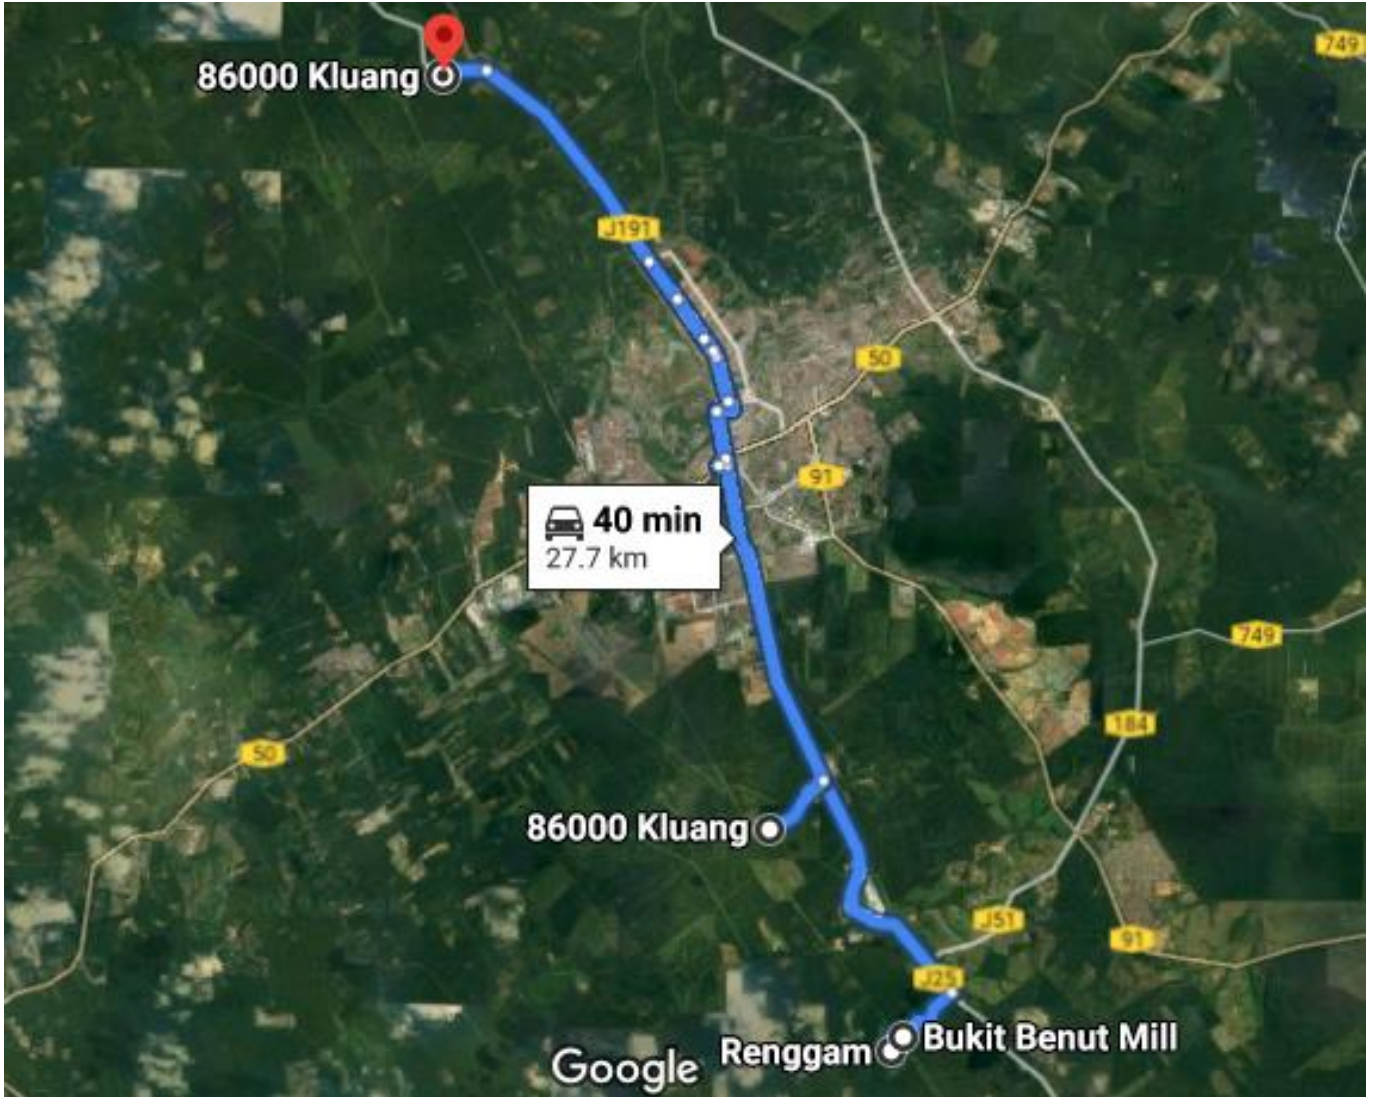 749
86000 Kluang
J191
50
91
40 min
27.7 km
749
184
50
86000 Kluang
J51
91
J25
Bukit Benut Mill
Renggam
Google